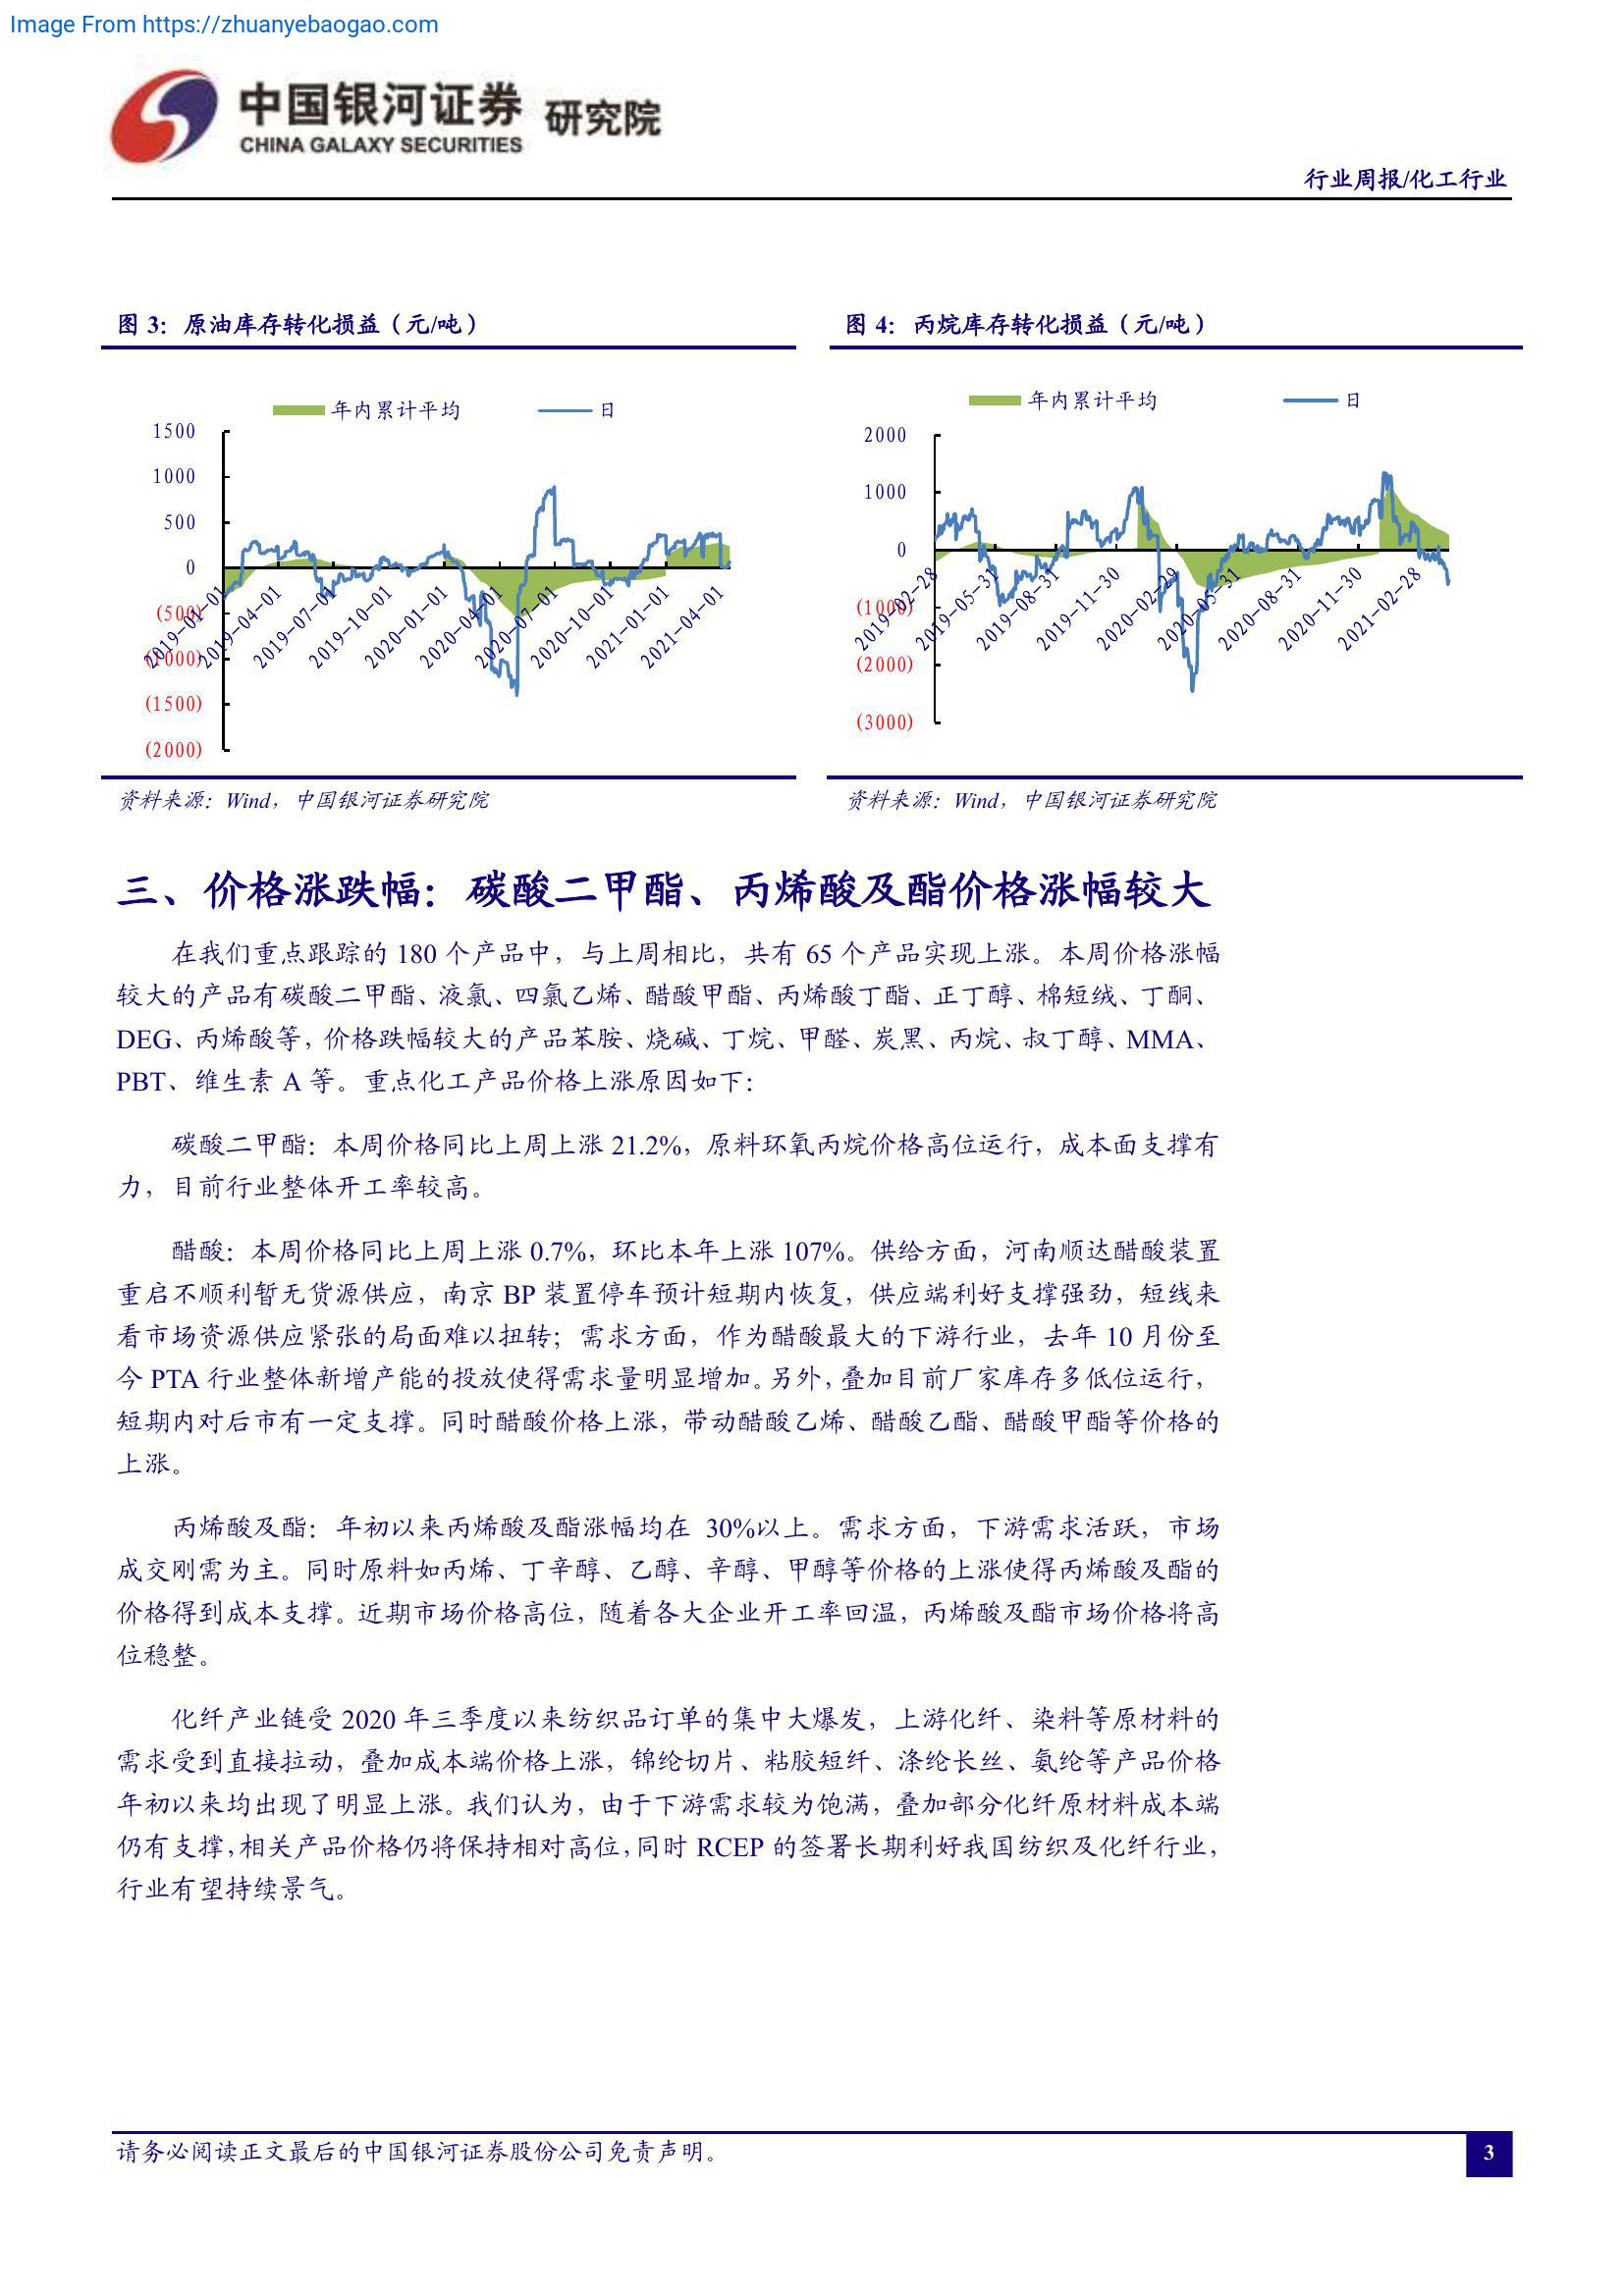 Image From https://zhuanyebaogao.com
中国银河证券 研究院
CHINA GALAXY SECURITIES
行业周报/化工行业
图 3：原油库存转化损益（元/吨）
年内累计平均 日
1500
1000
500
0
(500)
(1000)
(1500)
(2000)
2019-01-01
2019-04-01
2019-07-01
2019-10-01
2020-01-01
2020-04-01
2020-07-01
2020-10-01
2021-01-01
2021-04-01
资料来源：Wind，中国银河证券研究院
图 4：丙烷库存转化损益（元/吨）
年内累计平均 日
2000
1000
0
(1000)
(2000)
(3000)
2019-02-28
2019-05-31
2019-08-31
2019-11-30
2020-02-29
2020-05-31
2020-08-31
2020-11-30
2021-02-28
资料来源：Wind，中国银河证券研究院
三、价格涨跌幅：碳酸二甲酯、丙烯酸及酯价格涨幅较大
在我们重点跟踪的 180 个产品中，与上周相比，共有 65 个产品实现上涨。本周价格涨幅
较大的产品有碳酸二甲酯、液氯、四氯乙烯、醋酸甲酯、丙烯酸丁酯、正丁醇、棉短绒、丁酮、
DEG、丙烯酸等，价格跌幅较大的产品苯胺、烧碱、丁烷、甲醛、炭黑、丙烷、叔丁醇、MMA、
PBT、维生素 A 等。重点化工产品价格上涨原因如下：
碳酸二甲酯：本周价格同比上周上涨 21.2%，原料环氧丙烷价格高位运行，成本面支撑有
力，目前行业整体开工率较高。
醋酸：本周价格同比上周上涨 0.7%，环比本年上涨 107%。供给方面，河南顺达醋酸装置
重启不顺利暂无货源供应，南京 BP 装置停车预计短期内恢复，供应端利好支撑强劲，短线来
看市场资源供应紧张的局面难以扭转；需求方面，作为醋酸最大的下游行业，去年 10 月份至
今 PTA 行业整体新增产能的投放使得需求量明显增加。另外，叠加目前厂家库存多低位运行，
短期内对后市有一定支撑。同时醋酸价格上涨，带动醋酸乙烯、醋酸乙酯、醋酸甲酯等价格的
上涨。
丙烯酸及酯：年初以来丙烯酸及酯涨幅均在 30%以上。需求方面，下游需求活跃，市场
成交刚需为主。同时原料如丙烯、丁辛醇、乙醇、辛醇、甲醇等价格的上涨使得丙烯酸及酯的
价格得到成本支撑。近期市场价格高位，随着各大企业开工率回温，丙烯酸及酯市场价格将高
位稳整。
化纤产业链受 2020 年三季度以来纺织品订单的集中大爆发，上游化纤、染料等原材料的
需求受到直接拉动，叠加成本端价格上涨，锦纶切片、粘胶短纤、涤纶长丝、氨纶等产品价格
年初以来均出现了明显上涨。我们认为，由于下游需求较为饱满，叠加部分化纤原材料成本端
仍有支撑，相关产品价格仍将保持相对高位，同时 RCEP 的签署长期利好我国纺织及化纤行业，
行业有望持续景气。
请务必阅读正文最后的中国银河证券股份公司免责声明。
3